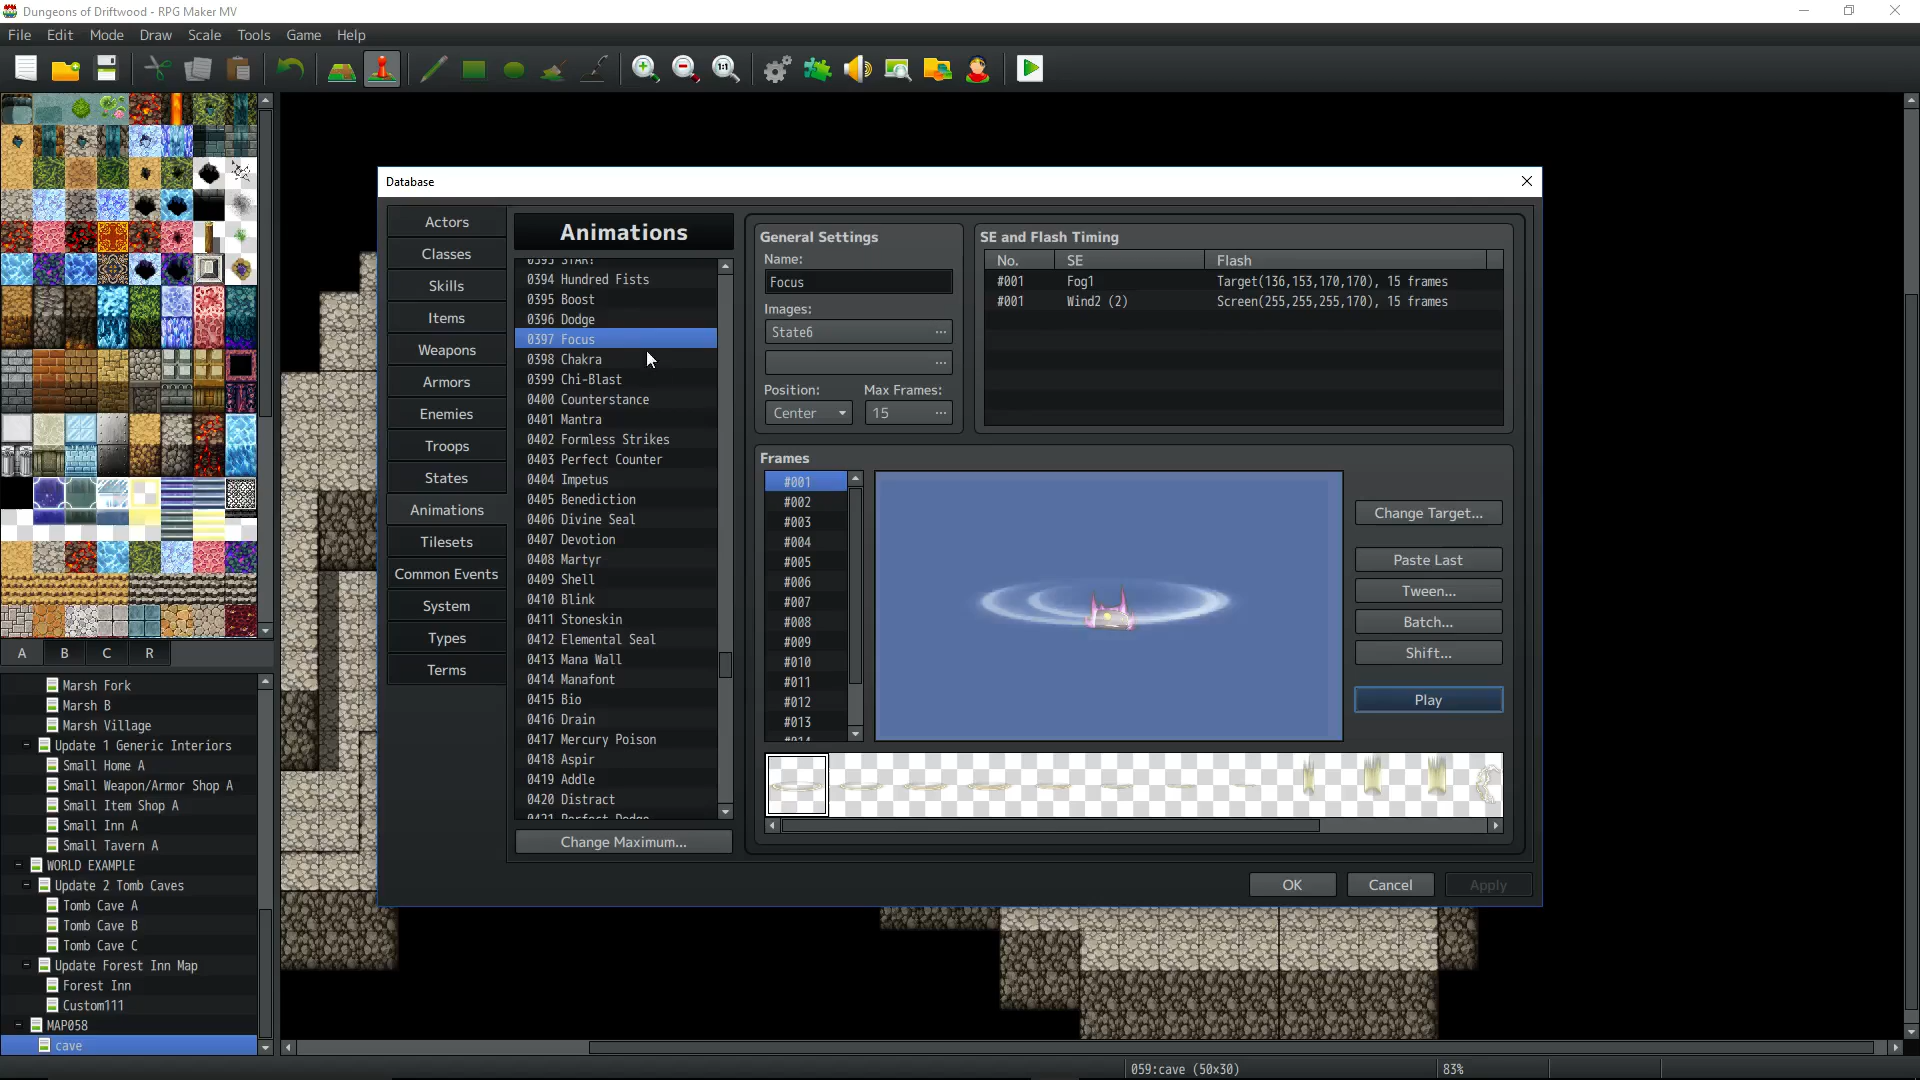 Dungeons of Driftwood - RPG Maker MV
File Edit Mode Draw Scale Tools Game Help
1:1
A B C R
Marsh Fork
Marsh B
Marsh Village
Update 1 Generic Interiors
Small Home A
Small Weapon/Armor Shop A
Small Item Shop A
Small Inn A
Small Tavern A
WORLD EXAMPLE
Update 2 Tomb Caves
Tomb Cave A
Tomb Cave B
Tomb Cave C
Update Forest Inn Map
Forest Inn
Custom111
MAP058
cave
Database
Actors
Classes
Skills
Items
Weapons
Armors
Enemies
Troops
States
Animations
Tilesets
Common Events
System
Types
Terms
Animations
0394 Hundred Fists
0395 Boost
0396 Dodge
0397 Focus
0398 Chakra
0399 Chi-Blast
0400 Counterstance
0401 Mantra
0402 Formless Strikes
0403 Perfect Counter
0404 Impetus
0405 Benediction
0406 Divine Seal
0407 Devotion
0408 Martyr
0409 Shell
0410 Blink
0411 Stoneskin
0412 Elemental Seal
0413 Mana Wall
0414 Manafont
0415 Bio
0416 Drain
0417 Mercury Poison
0418 Aspir
0419 Addle
0420 Distract
0421 Perfect Dodge
Change Maximum...
General Settings
Name:
Focus
Images:
State6 ...
...
Position: Max Frames:
Center 15 ...
SE and Flash Timing
No. SE Flash
#001 Fog1 Target(136,153,170,170), 15 frames
#001 Wind2 (2) Screen(255,255,255,170), 15 frames
Frames
#001
#002
#003
#004
#005
#006
#007
#008
#009
#010
#011
#012
#013
#014
Change Target...
Paste Last
Tween...
Batch...
Shift...
Play
OK Cancel Apply
059:cave (50x30) 83%